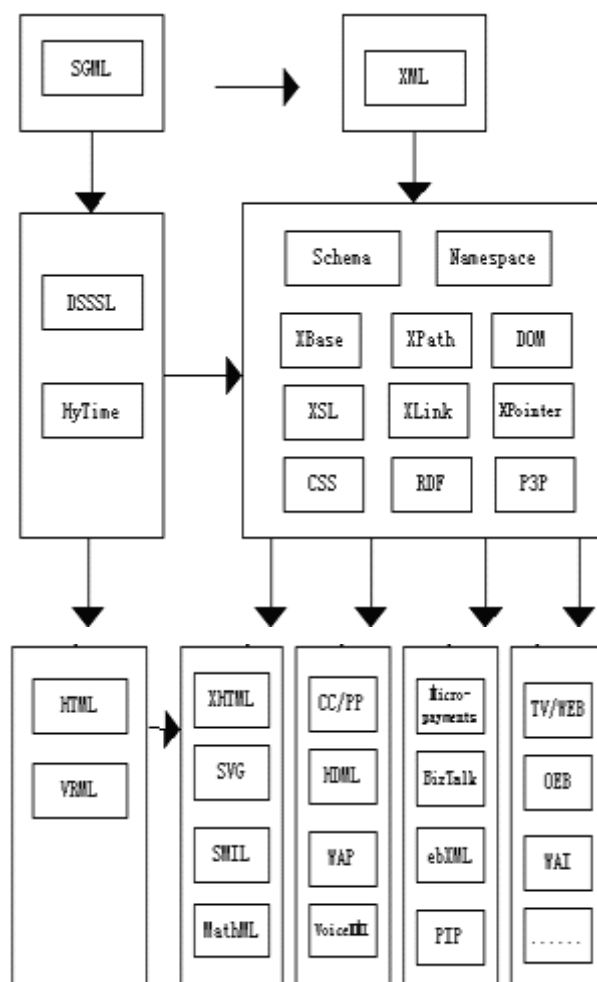 SGML
XML
DSSSL
HyTime
Schema
Namespace
XBase
XPath
DOM
XSL
XLink
XPointer
CSS
RDF
P3P
HTML
VRML
XHTML
SVG
SMIL
MathML
CC/PP
HDML
WAP
VoiceXML
Micro-
payments
BizTalk
ebXML
PIP
TV/WEB
OEB
WAI
......